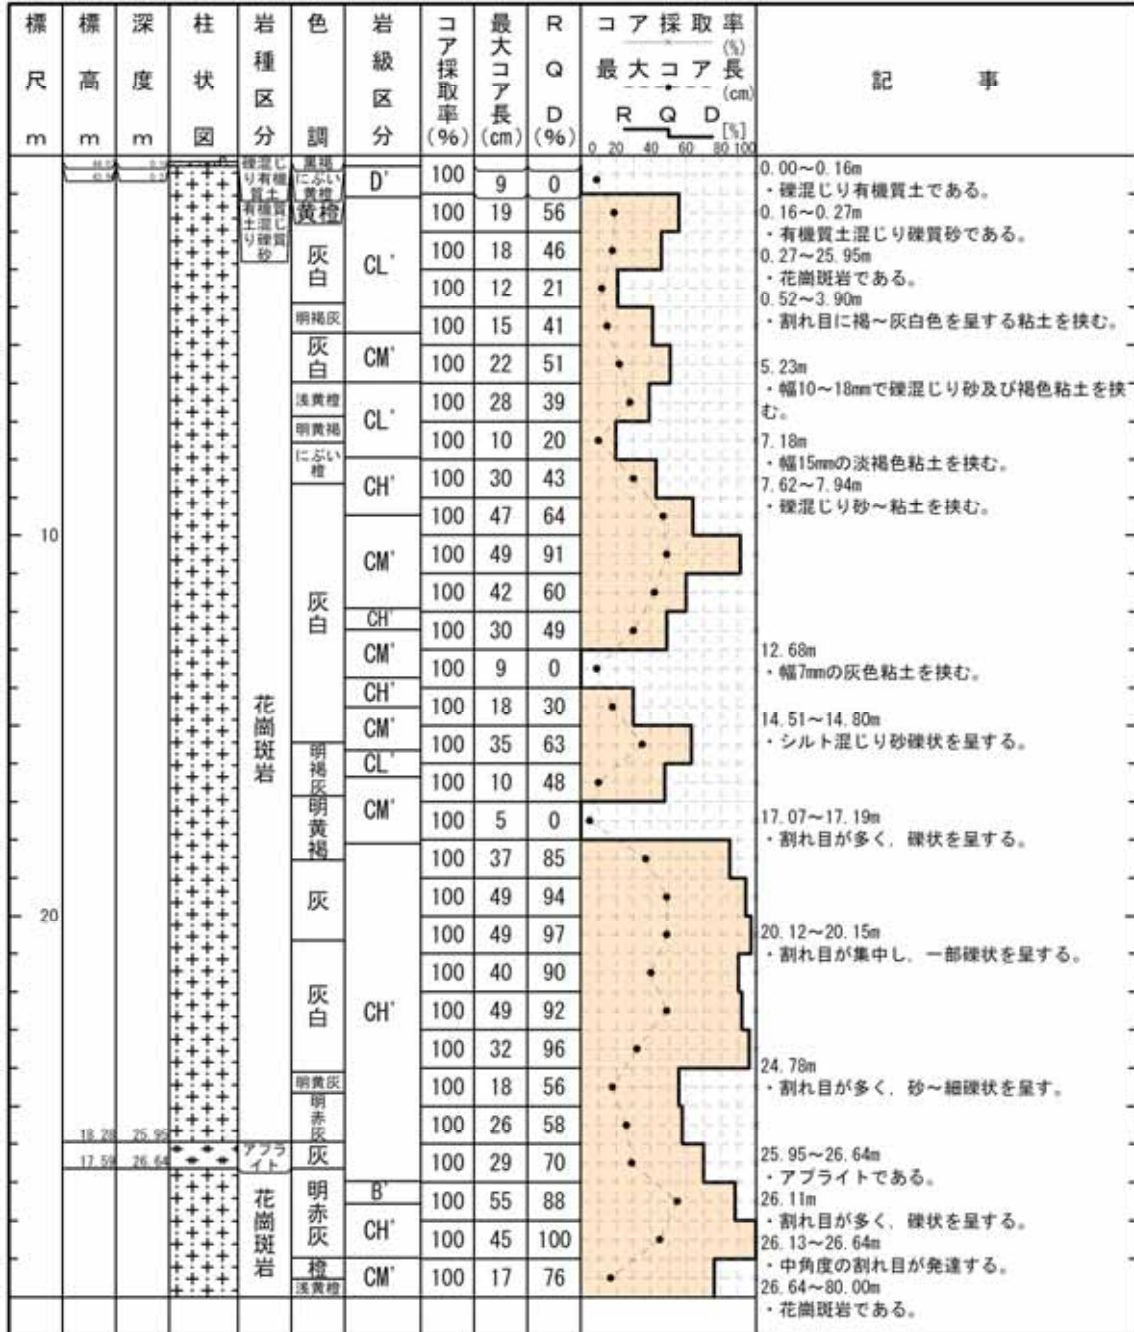 標尺m
標高m
深度m
柱状図
岩種区分
色調
岩級区分
コア採取率(%)
最大コア長(cm)
RQD(%)
コア採取率(%)
最大コア長(cm)
RQD[%]
0 20 40 60 80 100
記事
10
20
18.28 25.95
17.59 26.64
礫混じり有機質土
有機質土混じり礫質砂
花崗斑岩
アプライト
花崗斑岩
黒褐
にぶい黄橙
黄橙
灰白
明褐灰
灰白
浅黄橙
明黄褐
にぶい橙
灰白
明褐灰
明黄褐
灰
灰白
明黄灰
明赤灰
灰
明赤灰
橙
浅黄橙
D'
CL'
CM'
CL'
CH'
CM'
CH'
CM'
CH'
CM'
CL'
CM'
CH'
B'
CH'
CM'
100 9 0
100 19 56
100 18 46
100 12 21
100 15 41
100 22 51
100 28 39
100 10 20
100 30 43
100 47 64
100 49 91
100 42 60
100 30 49
100 9 0
100 18 30
100 35 63
100 10 48
100 5 0
100 37 85
100 49 94
100 49 97
100 40 90
100 49 92
100 32 96
100 18 56
100 26 58
100 29 70
100 55 88
100 45 100
100 17 76
0.00～0.16m
・礫混じり有機質土である。
0.16～0.27m
・有機質土混じり礫質砂である。
0.27～25.95m
・花崗斑岩である。
0.52～3.90m
・割れ目に褐～灰白色を呈する粘土を挟む。
5.23m
・幅10～18mmで礫混じり砂及び褐色粘土を挟
む。
7.18m
・幅15mmの淡褐色粘土を挟む。
7.62～7.94m
・礫混じり砂～粘土を挟む。
12.68m
・幅7mmの灰色粘土を挟む。
14.51～14.80m
・シルト混じり砂礫状を呈する。
17.07～17.19m
・割れ目が多く、礫状を呈する。
20.12～20.15m
・割れ目が集中し、一部礫状を呈する。
24.78m
・割れ目が多く、砂～細礫状を呈す。
25.95～26.64m
・アプライトである。
26.11m
・割れ目が多く、礫状を呈する。
26.13～26.64m
・中角度の割れ目が発達する。
26.64～80.00m
・花崗斑岩である。